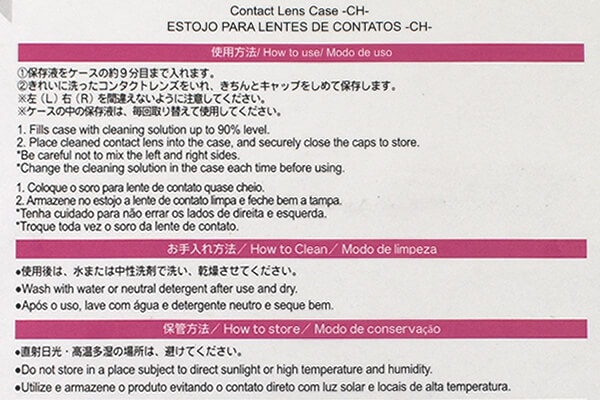 Contact Lens Case -CH-
ESTOJO PARA LENTES DE CONTATOS -CH-
使用方法/ How to use/ Modo de uso
①保存液をケースの約９分目まで入れます。
②きれいに洗ったコンタクトレンズをいれ、きちんとキャップをしめて保存します。
※左（Ｌ）右（Ｒ）を間違えないように注意してください。
※ケースの中の保存液は、毎回取り替えて使用してください。
1. Fills case with cleaning solution up to 90% level.
2. Place cleaned contact lens into the case, and securely close the caps to store.
*Be careful not to mix the left and right sides.
*Change the cleaning solution in the case each time before using.
1. Coloque o soro para lente de contato quase cheio.
2. Armazene no estojo a lente de contato limpa e feche bem a tampa.
*Tenha cuidado para não errar os lados de direita e esquerda.
*Troque toda vez o soro da lente de contato.
お手入れ方法／ How to Clean／ Modo de limpeza
●使用後は、水または中性洗剤で洗い、乾燥させてください。
●Wash with water or neutral detergent after use and dry.
●Após o uso, lave com água e detergente neutro e seque bem.
保管方法／ How to store／ Modo de conservação
●直射日光・高温多湿の場所は、避けてください。
●Do not store in a place subject to direct sunlight or high temperature and humidity.
●Utilize e armazene o produto evitando o contato direto com luz solar e locais de alta temperatura.